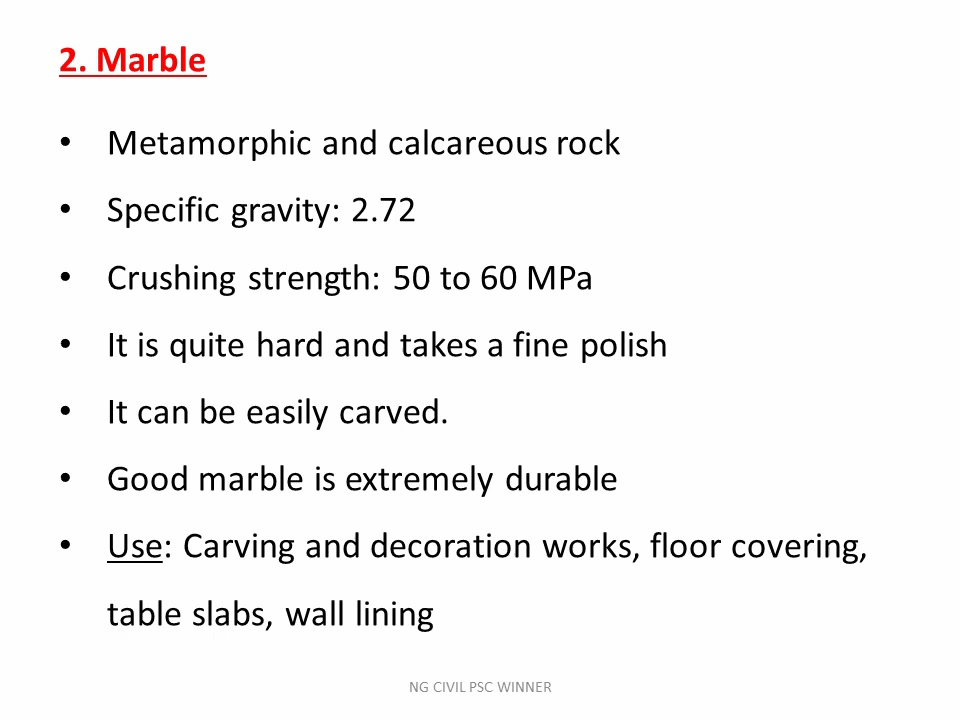 2. Marble
• Metamorphic and calcareous rock
• Specific gravity: 2.72
• Crushing strength: 50 to 60 MPa
• It is quite hard and takes a fine polish
• It can be easily carved.
• Good marble is extremely durable
• Use: Carving and decoration works, floor covering,
table slabs, wall lining
NG CIVIL PSC WINNER